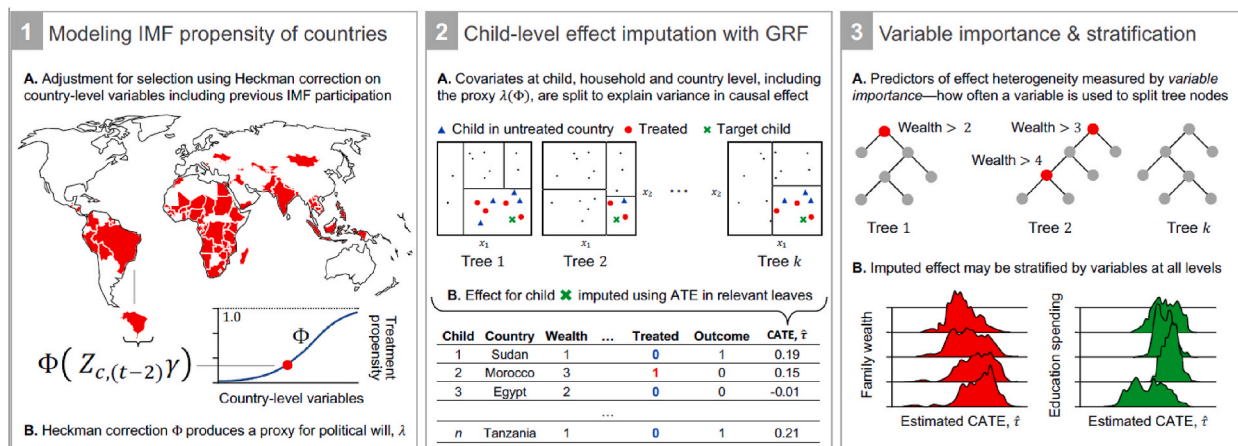 1 Modeling IMF propensity of countries
A. Adjustment for selection using Heckman correction on
country-level variables including previous IMF participation
1.0
Φ
Treatment
propensity
Φ( Z_{c,(t−2)}γ)
Country-level variables
B. Heckman correction Φ produces a proxy for political will, λ
2 Child-level effect imputation with GRF
A. Covariates at child, household and country level, including
the proxy λ(Φ), are split to explain variance in causal effect
Child in untreated country Treated Target child
x₂ ... x₂
x₁ x₁ x₁
Tree 1 Tree 2 Tree k
B. Effect for child imputed using ATE in relevant leaves
Child Country Wealth ... Treated Outcome CATE, τ̂
1 Sudan 1 0 1 0.19
2 Morocco 3 1 0 0.15
3 Egypt 2 0 0 -0.01
...
n Tanzania 1 0 1 0.21
3 Variable importance & stratification
A. Predictors of effect heterogeneity measured by variable
importance—how often a variable is used to split tree nodes
Wealth > 2 Wealth > 3
Wealth > 4
Tree 1 Tree 2 Tree k
B. Imputed effect may be stratified by variables at all levels
Family wealth
Education spending
Estimated CATE, τ̂ Estimated CATE, τ̂